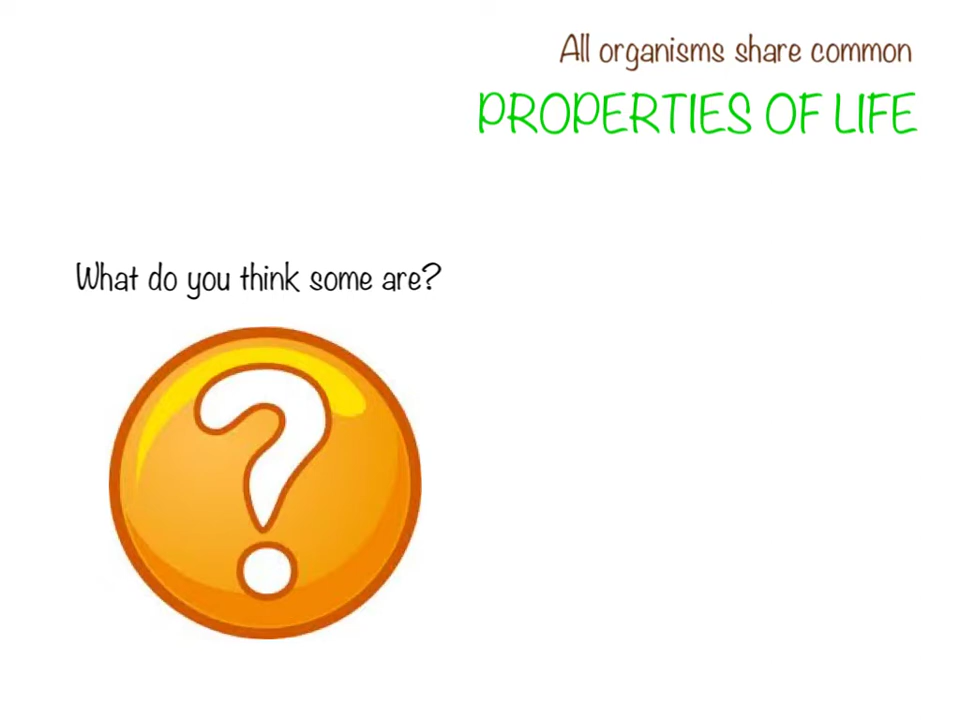 All organisms share common
PROPERTIES OF LIFE
What do you think some are?
?